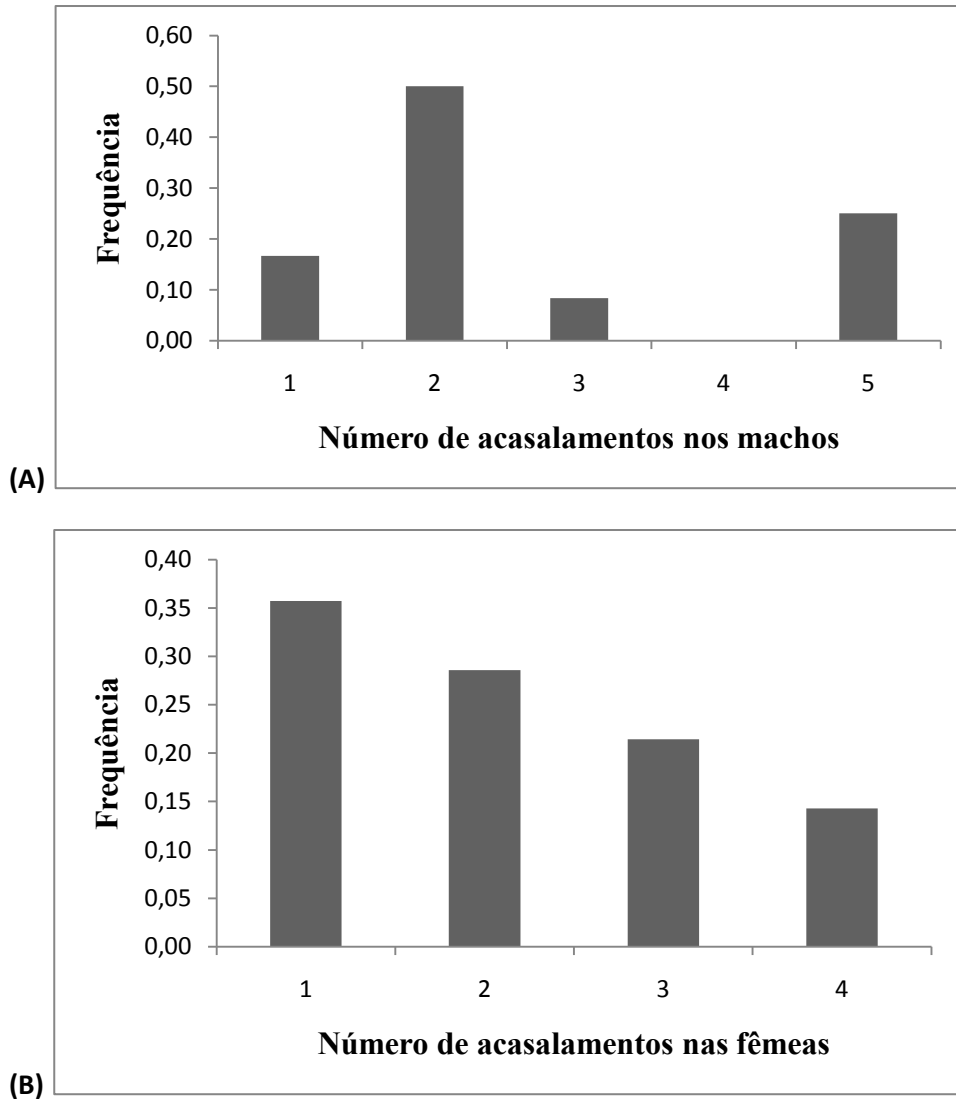 0,60
0,50
0,40
0,30
0,20
0,10
0,00
Frequência
1 2 3 4 5
Número de acasalamentos nos machos
(A)
0,40
0,35
0,30
0,25
0,20
0,15
0,10
0,05
0,00
Frequência
1 2 3 4
Número de acasalamentos nas fêmeas
(B)